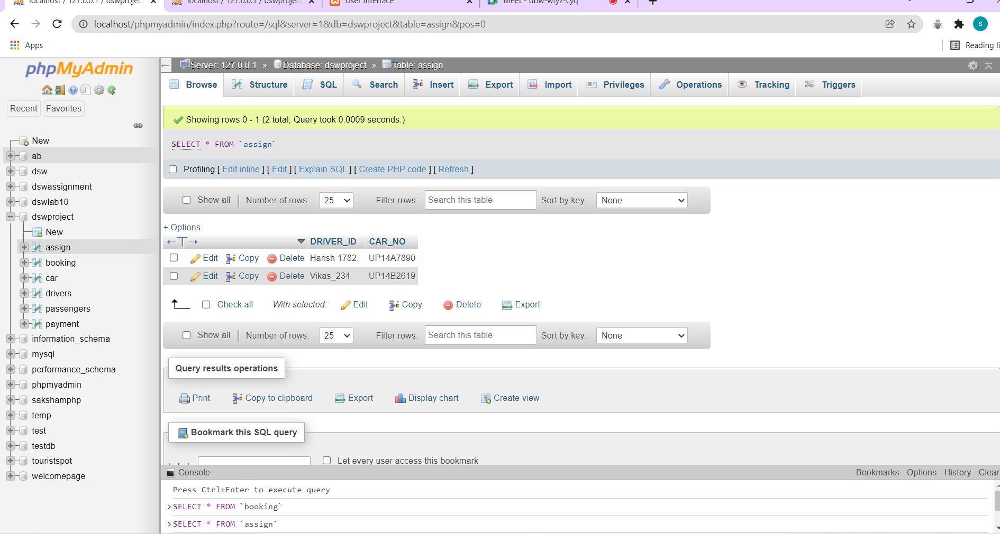 localhost / 127.0.0.1 / dswproject
localhost / 127.0.0.1 / dswproject
User Interface
Meet - dbw-wfyz-cyq
localhost/phpmyadmin/index.php?route=/sql&server=1&db=dswproject&table=assign&pos=0
S
Apps
Reading li
phpMyAdmin
Recent
Favorites
New
ab
dsw
dswassignment
dswlab10
dswproject
New
assign
booking
car
drivers
passengers
payment
information_schema
mysql
performance_schema
phpmyadmin
sakshamphp
temp
test
testdb
touristspot
welcomepage
Server: 127.0.0.1 » Database: dswproject » Table: assign
Browse Structure SQL Search Insert Export Import Privileges Operations Tracking Triggers
Showing rows 0 - 1 (2 total, Query took 0.0009 seconds.)
SELECT * FROM `assign`
Profiling [ Edit inline ] [ Edit ] [ Explain SQL ] [ Create PHP code ] [ Refresh ]
Show all Number of rows: 25 Filter rows: Search this table Sort by key: None
+ Options
←T→ DRIVER_ID CAR_NO
Edit Copy Delete Harish 1782 UP14A7890
Edit Copy Delete Vikas_234 UP14B2619
Check all With selected: Edit Copy Delete Export
Show all Number of rows: 25 Filter rows: Search this table Sort by key: None
Query results operations
Print Copy to clipboard Export Display chart Create view
Bookmark this SQL query
Let every user access this bookmark
Console
Bookmarks Options History Clear
Press Ctrl+Enter to execute query
>SELECT * FROM `booking`
>SELECT * FROM `assign`